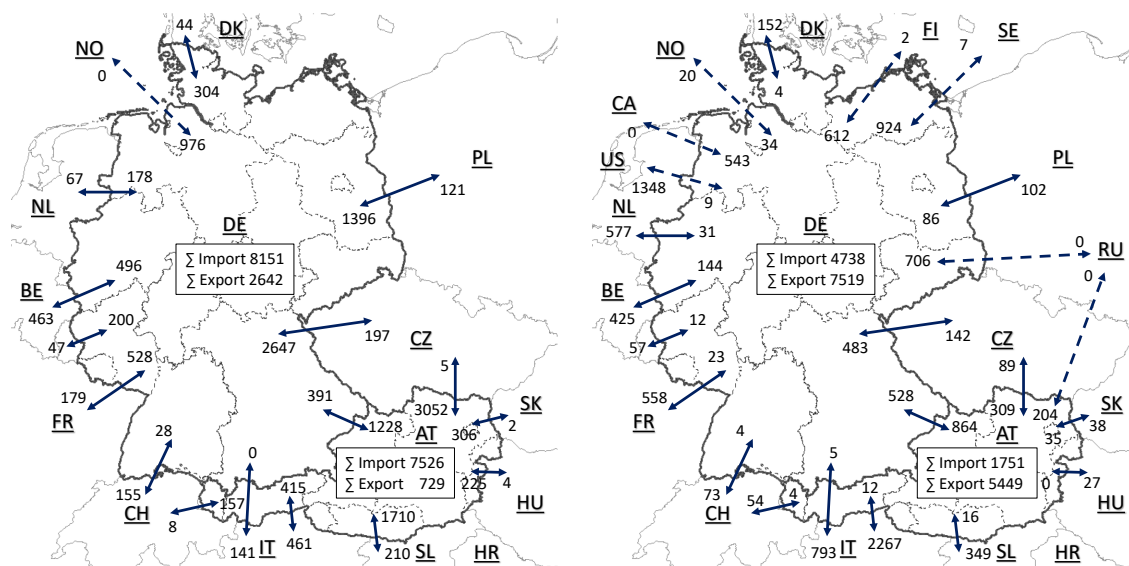 44
DK
NO
0
304
976
67
178
PL
NL
121
1396
DE
∑ Import 8151
∑ Export 2642
496
BE
463
200
47
2647
197
CZ
528
5
179
391
3052
SK
FR
1228
306
2
28
0
AT
∑ Import 7526
∑ Export 729
415
225
4
155
157
HU
CH
8
1710
141
IT
461
210
SL
HR
152
DK
FI
SE
NO
2
7
20
4
CA
0
34
612
924
543
US
PL
1348
9
102
NL
577
31
86
DE
0
RU
∑ Import 4738
∑ Export 7519
706
0
144
BE
425
12
57
483
142
CZ
23
89
558
528
309
204
SK
FR
864
35
38
4
5
AT
∑ Import 1751
∑ Export 5449
12
0
27
73
54
4
HU
CH
16
793
IT
2267
349
SL
HR